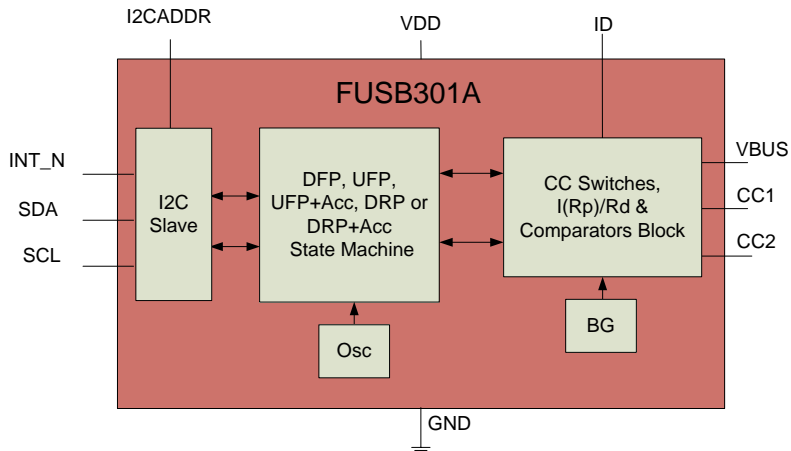 I2CADDR
VDD
ID
FUSB301A
INT_N
SDA
SCL
I2C
Slave
DFP, UFP,
UFP+Acc, DRP or
DRP+Acc
State Machine
CC Switches,
I(Rp)/Rd &
Comparators Block
VBUS
CC1
CC2
Osc
BG
GND